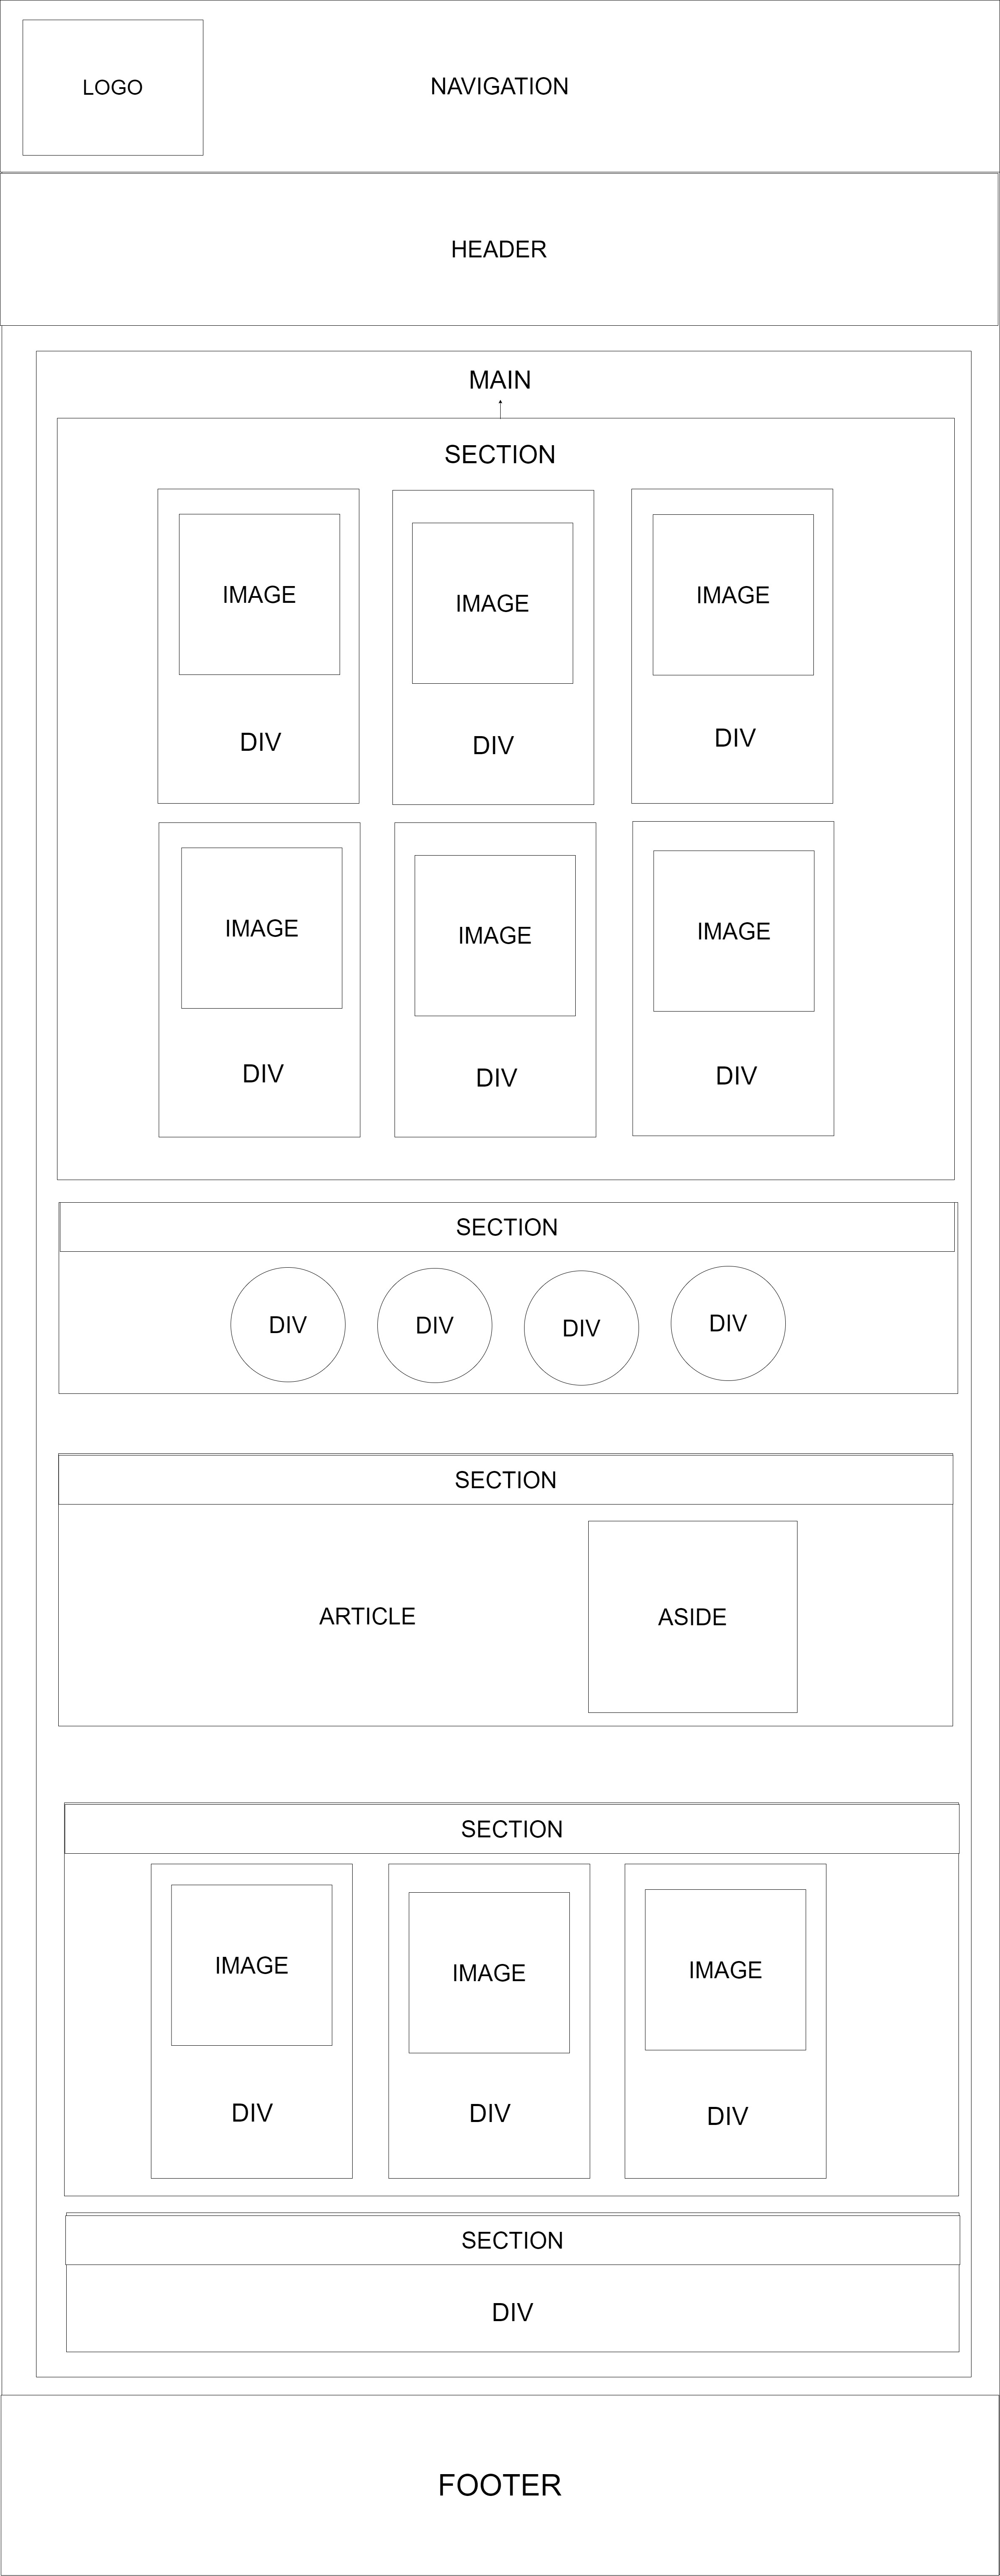 LOGO
NAVIGATION
HEADER
MAIN
SECTION
IMAGE
IMAGE
IMAGE
DIV
DIV
DIV
IMAGE
IMAGE
IMAGE
DIV
DIV
DIV
SECTION
DIV
DIV
DIV
DIV
SECTION
ARTICLE
ASIDE
SECTION
IMAGE
IMAGE
IMAGE
DIV
DIV
DIV
SECTION
DIV
FOOTER